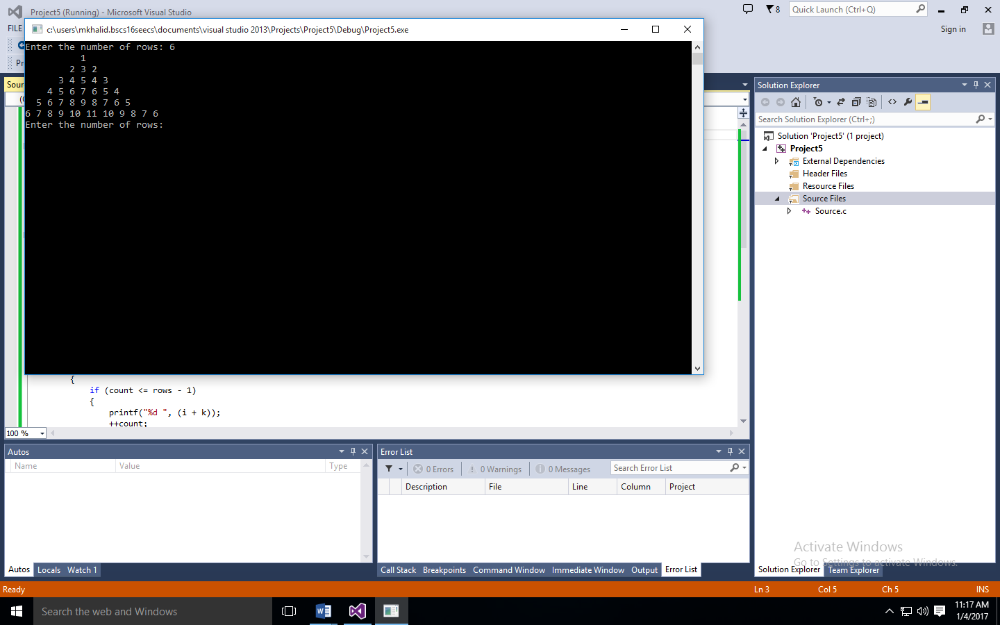 Project5 (Running) - Microsoft Visual Studio
8
Quick Launch (Ctrl+Q)
FILE
Sign in
c:\users\mkhalid.bscs16seecs\documents\visual studio 2013\Projects\Project5\Debug\Project5.exe
Enter the number of rows: 6
1
2 3 2
3 4 5 4 3
4 5 6 7 6 5 4
5 6 7 8 9 8 7 6 5
6 7 8 9 10 11 10 9 8 7 6
Enter the number of rows:
{
if (count <= rows - 1)
{
printf("%d ", (i + k));
++count;
100 %
Solution Explorer
Search Solution Explorer (Ctrl+;)
Solution 'Project5' (1 project)
Project5
External Dependencies
Header Files
Resource Files
Source Files
Source.c
Autos
Name Value Type
Autos Locals Watch 1
Error List
0 Errors 0 Warnings 0 Messages Search Error List
Description File Line Column Project
Call Stack Breakpoints Command Window Immediate Window Output Error List
Activate Windows
Go to Settings to activate Windows.
Solution Explorer Team Explorer
Ready Ln 3 Col 5 Ch 5 INS
Search the web and Windows
11:17 AM
1/4/2017